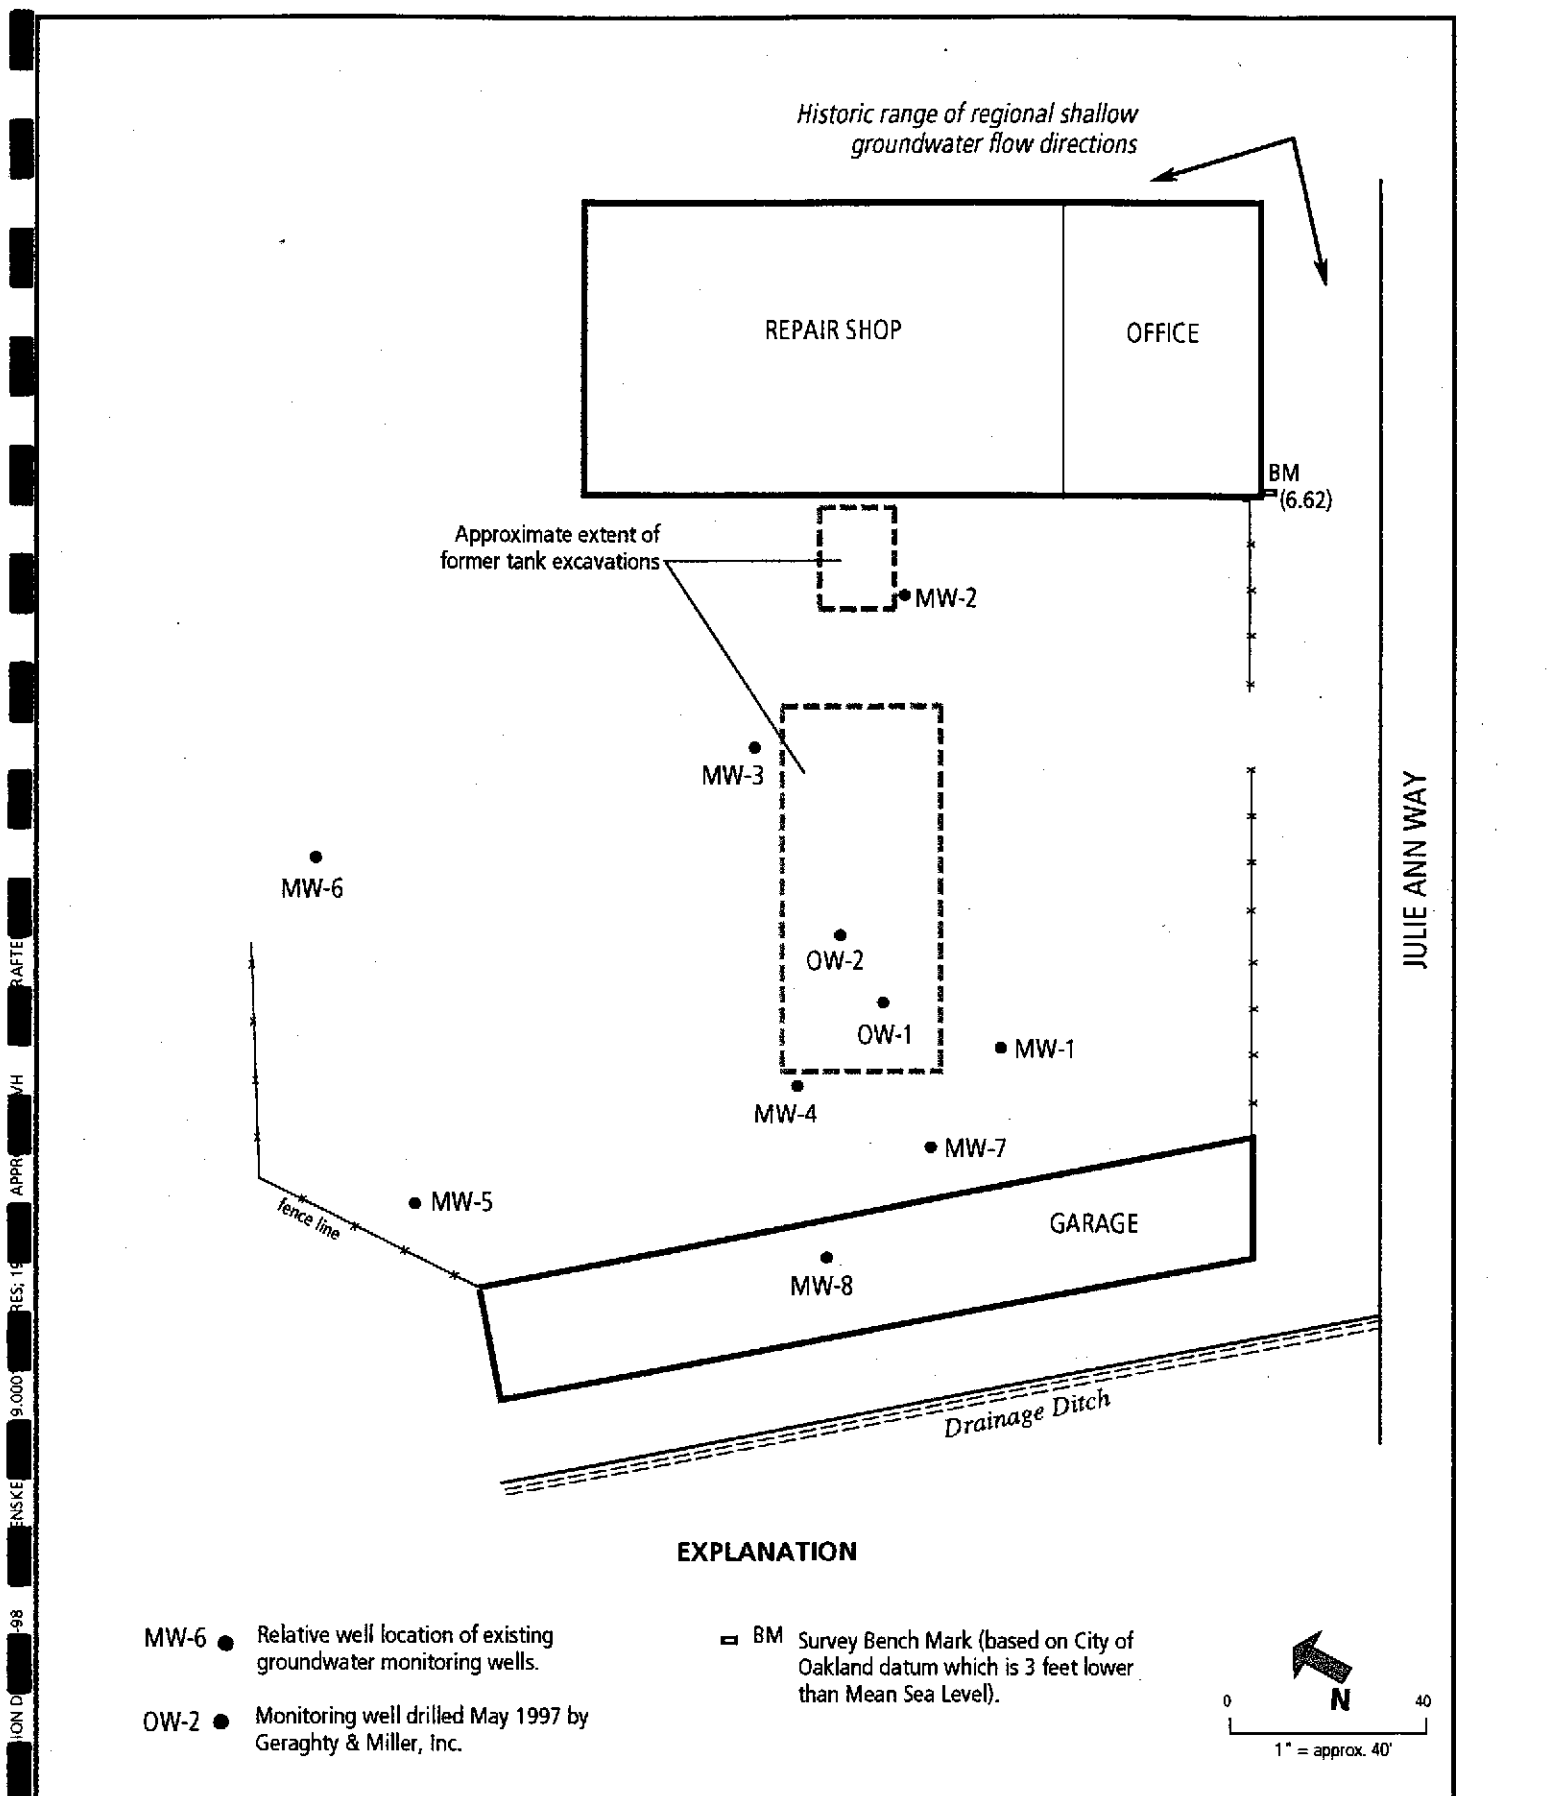 Historic range of regional shallow
groundwater flow directions
REPAIR SHOP
OFFICE
BM
(6.62)
Approximate extent of
former tank excavations
MW-2
MW-3
JULIE ANN WAY
MW-6
OW-2
OW-1
MW-1
MW-4
MW-7
MW-5
fence line
GARAGE
MW-8
Drainage Ditch
EXPLANATION
MW-6
Relative well location of existing
groundwater monitoring wells.
OW-2
Monitoring well drilled May 1997 by
Geraghty & Miller, Inc.
BM
Survey Bench Mark (based on City of
Oakland datum which is 3 feet lower
than Mean Sea Level).
N
0 40
1" = approx. 40'